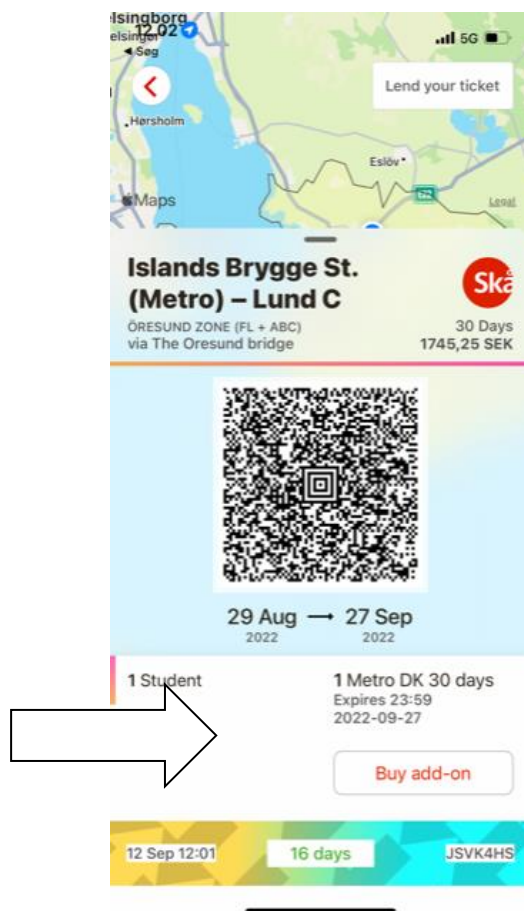 elsingborg
elsingør
12.02
5G
Søg
Lend your ticket
Hørsholm
Eslöv
Maps
Legal
Islands Brygge St.
(Metro) – Lund C
Skå
ÖRESUND ZONE (FL + ABC)
30 Days
via The Oresund bridge
1745,25 SEK
29 Aug → 27 Sep
2022 2022
1 Student
1 Metro DK 30 days
Expires 23:59
2022-09-27
Buy add-on
12 Sep 12:01
16 days
JSVK4HS